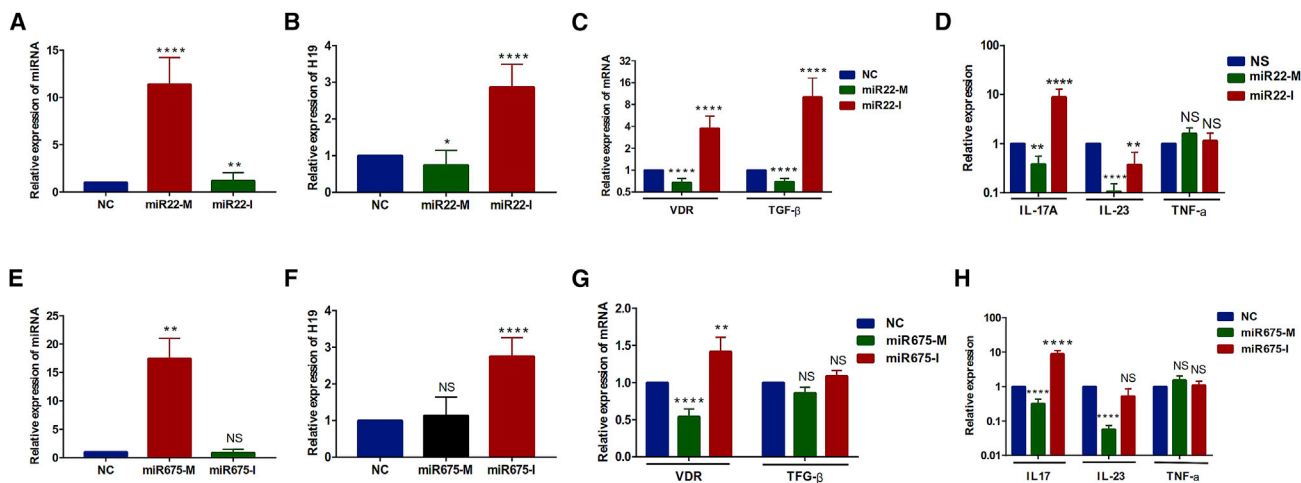 A
Relative expression of miRNA
15
10
5
0
****
**
NC miR22-M miR22-I
B
Relative expression of H19
4
3
2
1
0
*
****
NC miR22-M miR22-I
C
Relative expression of mRNA
32
16
8
4
2
1
0.5
****
****
****
****
VDR TGF-β
NC
miR22-M
miR22-I
D
Relative expression
100
10
1
0.1
**
****
****
**
NS NS
IL-17A IL-23 TNF-a
NS
miR22-M
miR22-I
E
Relative expression of miRNA
25
20
15
10
5
0
**
NS
NC miR675-M miR675-I
F
Relative expression of H19
4
3
2
1
0
NS
****
NC miR675-M miR675-I
G
Relative expression of mRNA
2.0
1.5
1.0
0.5
0.0
****
**
NS
NS
VDR TFG-β
NC
miR675-M
miR675-I
H
Relative expression
100
10
1
0.1
0.01
****
****
****
NS
NS NS
IL17 IL-23 TNF-a
NC
miR675-M
miR675-I